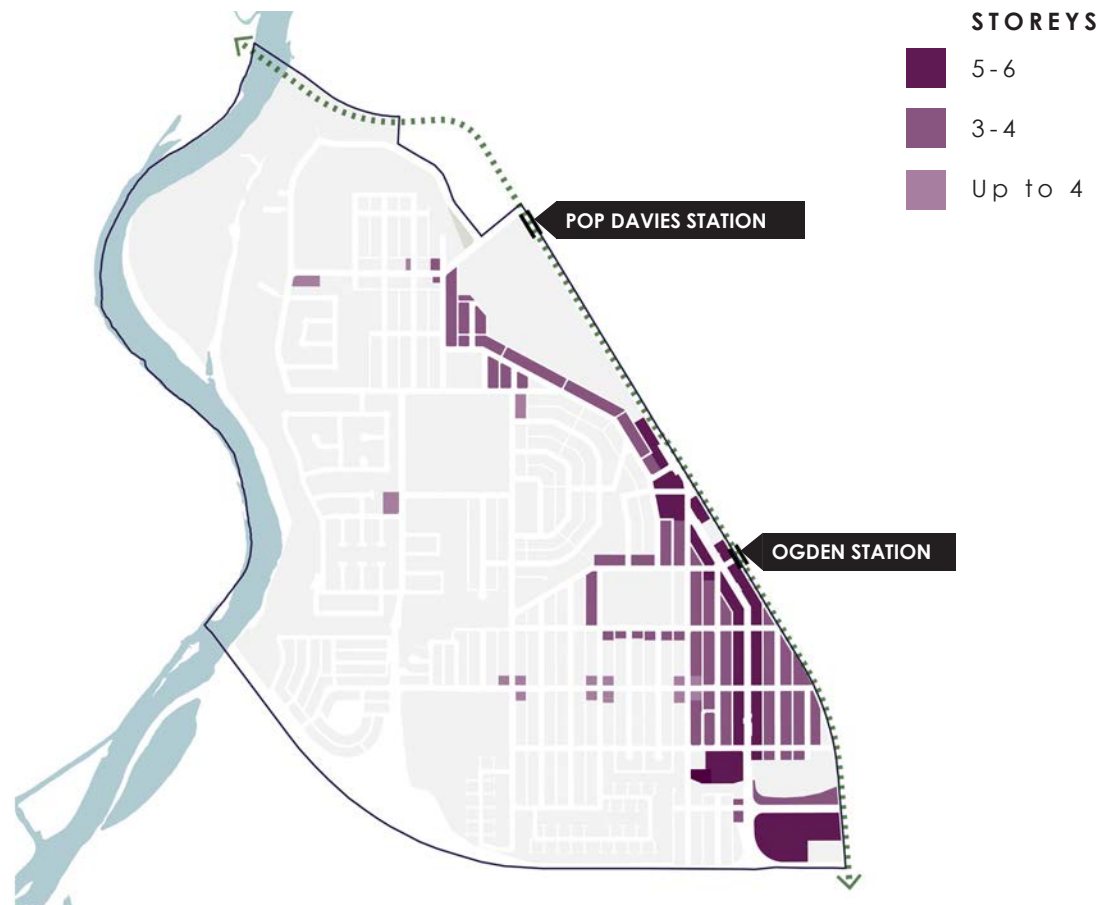 STOREYS
5-6
3-4
Up to 4
POP DAVIES STATION
OGDEN STATION